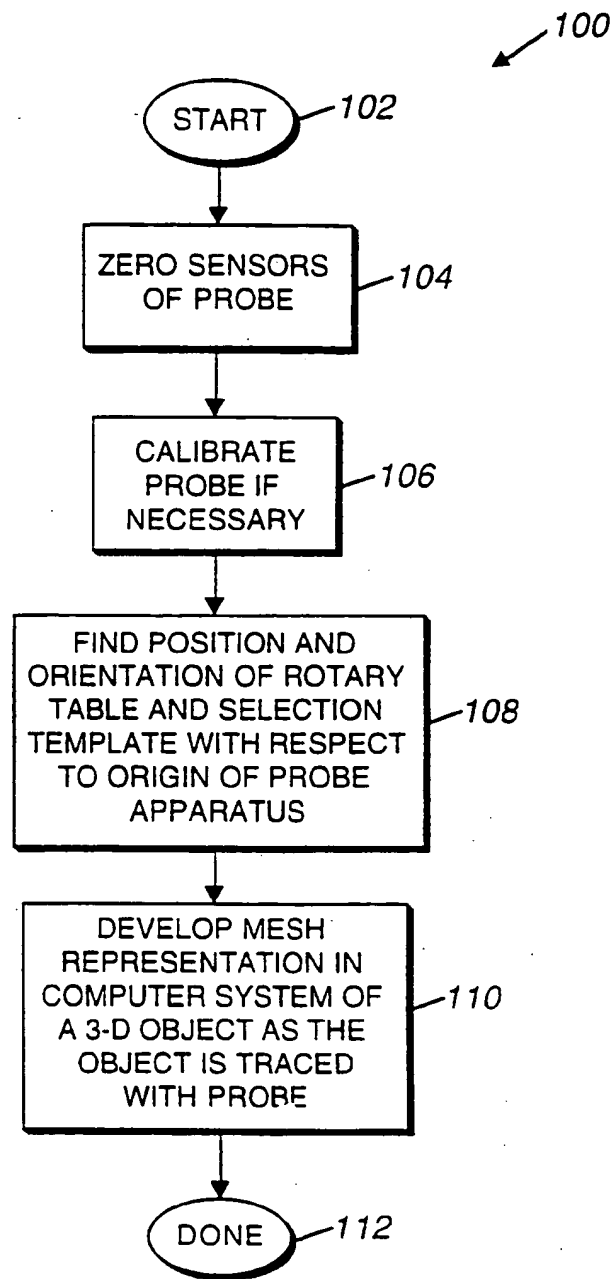 100
START
102
ZERO SENSORS
OF PROBE
104
CALIBRATE
PROBE IF
NECESSARY
106
FIND POSITION AND
ORIENTATION OF ROTARY
TABLE AND SELECTION
TEMPLATE WITH RESPECT
TO ORIGIN OF PROBE
APPARATUS
108
DEVELOP MESH
REPRESENTATION IN
COMPUTER SYSTEM OF
A 3-D OBJECT AS THE
OBJECT IS TRACED
WITH PROBE
110
DONE
112